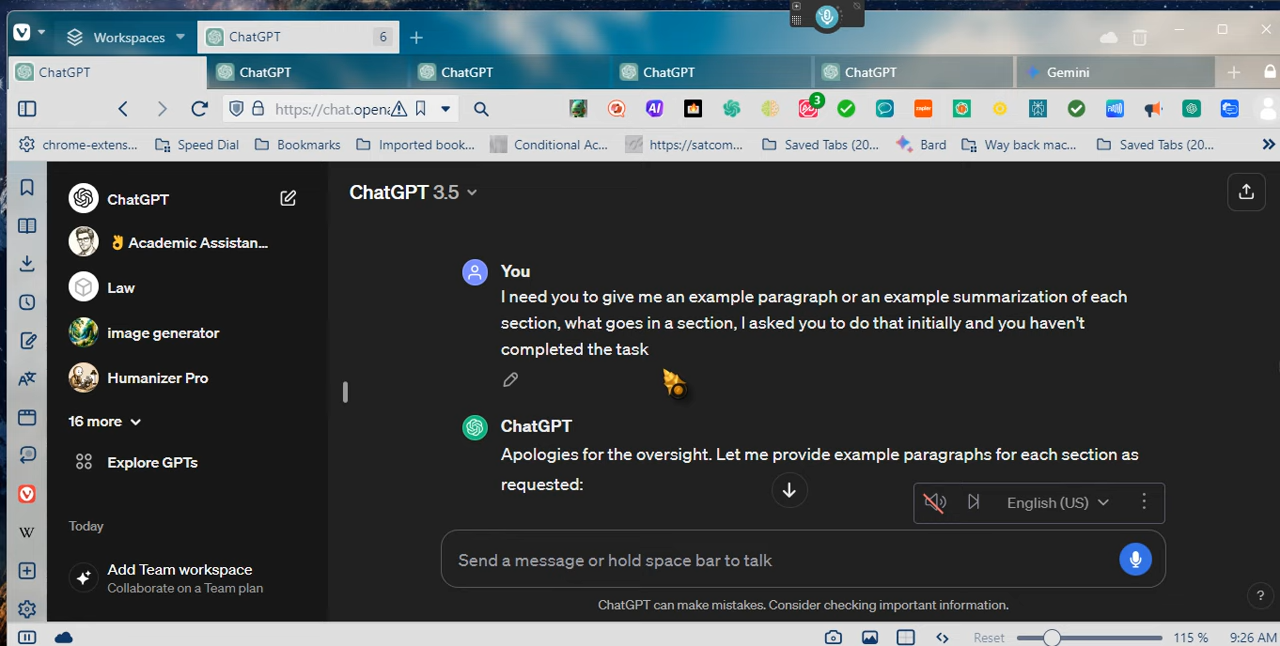 Workspaces
ChatGPT
6
ChatGPT
ChatGPT
ChatGPT
ChatGPT
ChatGPT
Gemini
https://chat.opena
3
chrome-extens...
Speed Dial
Bookmarks
Imported book...
Conditional Ac...
https://satcom...
Saved Tabs (20...
Bard
Way back mac...
Saved Tabs (20...
ChatGPT
Academic Assistan...
Law
image generator
Humanizer Pro
16 more
Explore GPTs
Today
Add Team workspace
Collaborate on a Team plan
ChatGPT 3.5
You
I need you to give me an example paragraph or an example summarization of each
section, what goes in a section, I asked you to do that initially and you haven't
completed the task
ChatGPT
Apologies for the oversight. Let me provide example paragraphs for each section as
requested:
English (US)
Send a message or hold space bar to talk
ChatGPT can make mistakes. Consider checking important information.
?
Reset
115 %
9:26 AM